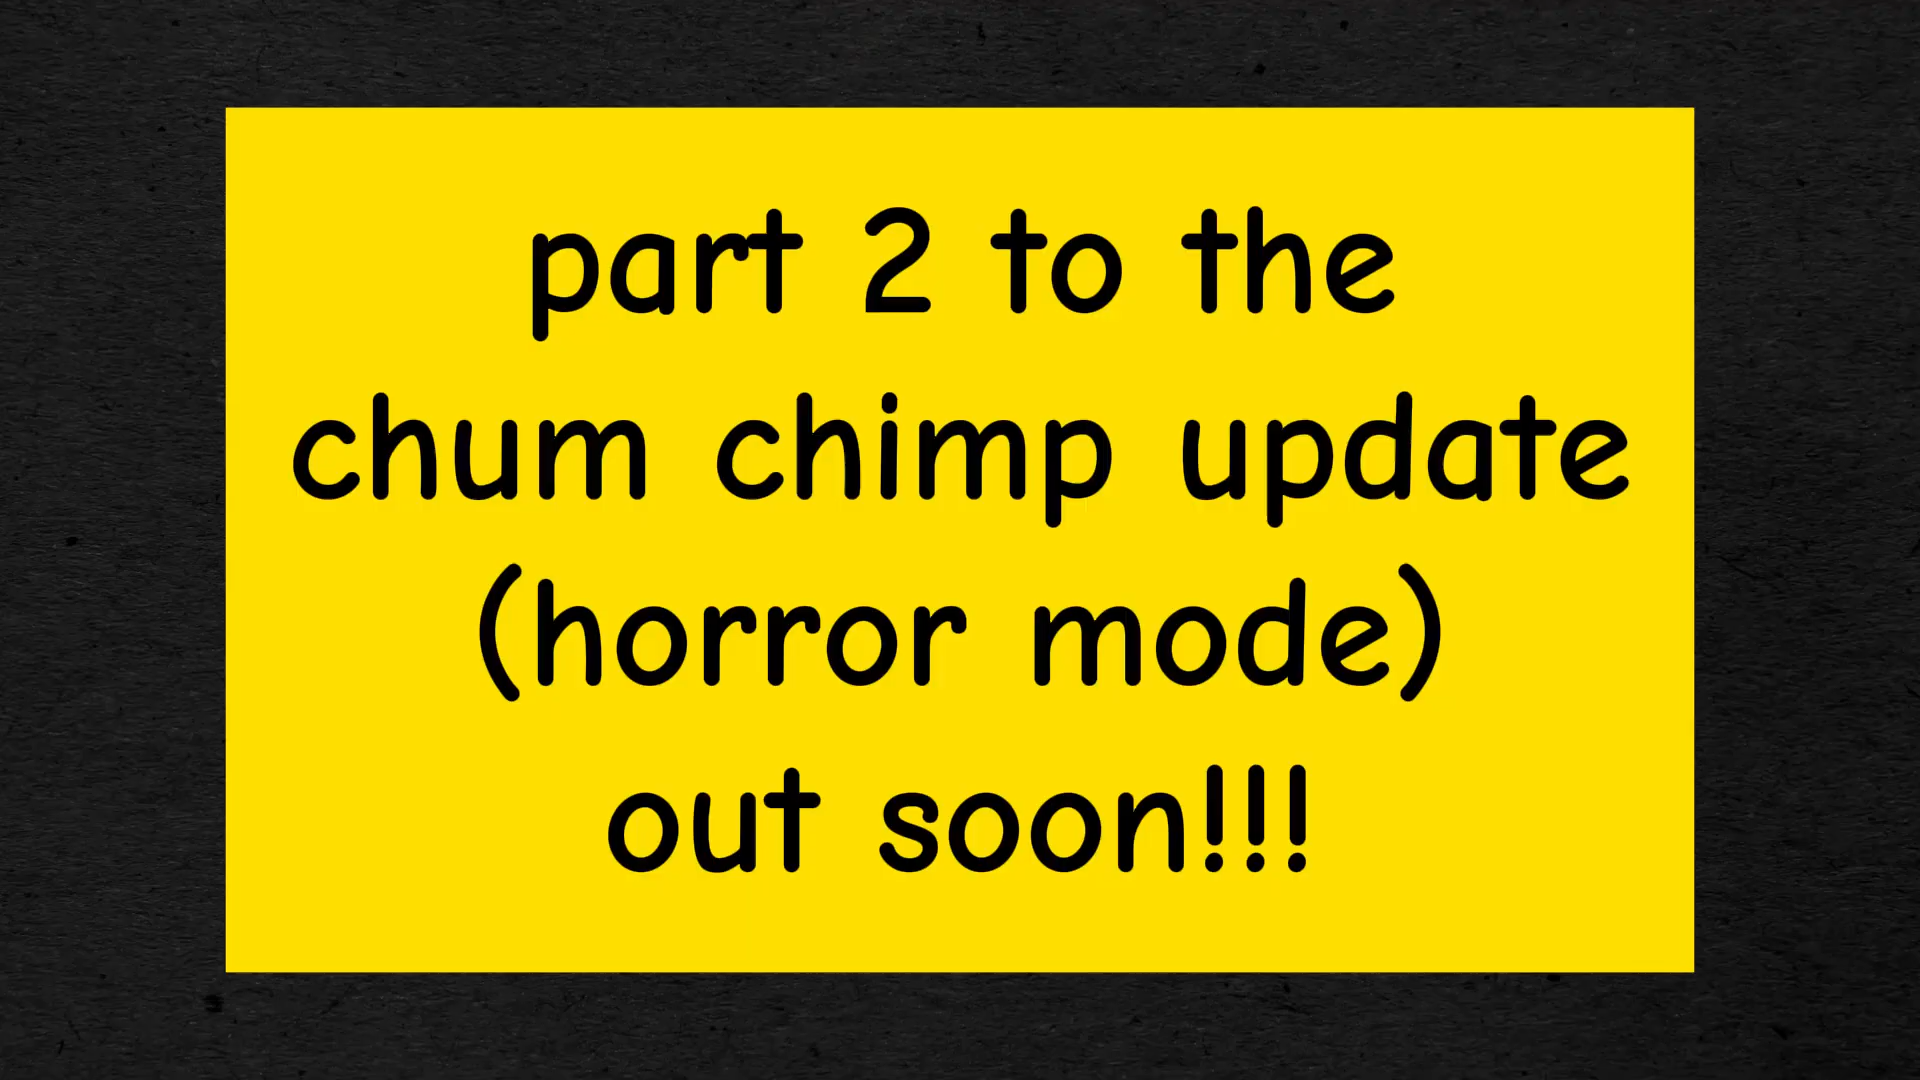 part 2 to the
chum chimp update
(horror mode)
out soon!!!